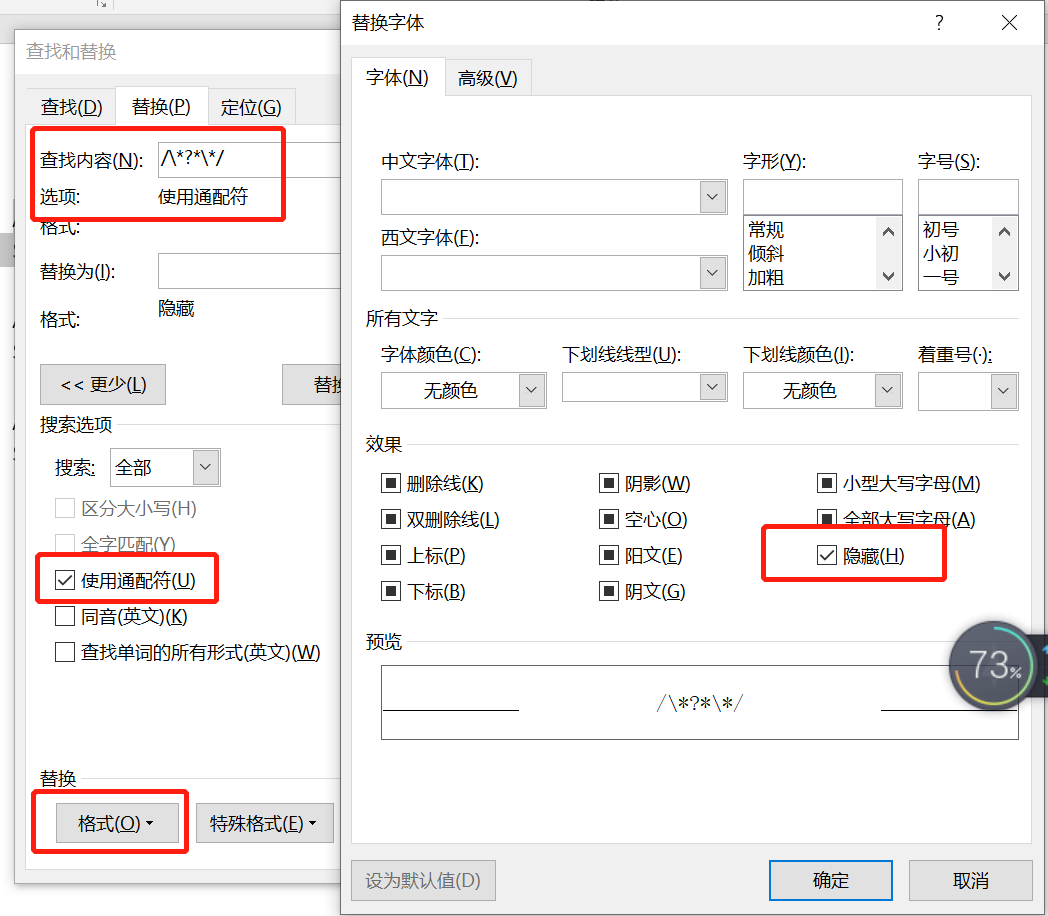 查找和替换
查找(D) 替换(P) 定位(G)
查找内容(N): /\*?*\*/
选项: 使用通配符
格式:
替换为(I):
格式: 隐藏
<< 更少(L) 替换
搜索选项
搜索: 全部
区分大小写(H)
全字匹配(Y)
使用通配符(U)
同音(英文)(K)
查找单词的所有形式(英文)(W)
替换
格式(O) 特殊格式(E)
替换字体 ?
字体(N) 高级(V)
中文字体(T): 字形(Y): 字号(S):
常规 初号
西文字体(F): 倾斜 小初
加粗 一号
所有文字
字体颜色(C): 下划线线型(U): 下划线颜色(I): 着重号(·):
无颜色 无颜色
效果
删除线(K) 阴影(W) 小型大写字母(M)
双删除线(L) 空心(O) 全部大写字母(A)
上标(P) 阳文(E) 隐藏(H)
下标(B) 阴文(G)
预览
/\*?*\*/
73%
设为默认值(D) 确定 取消